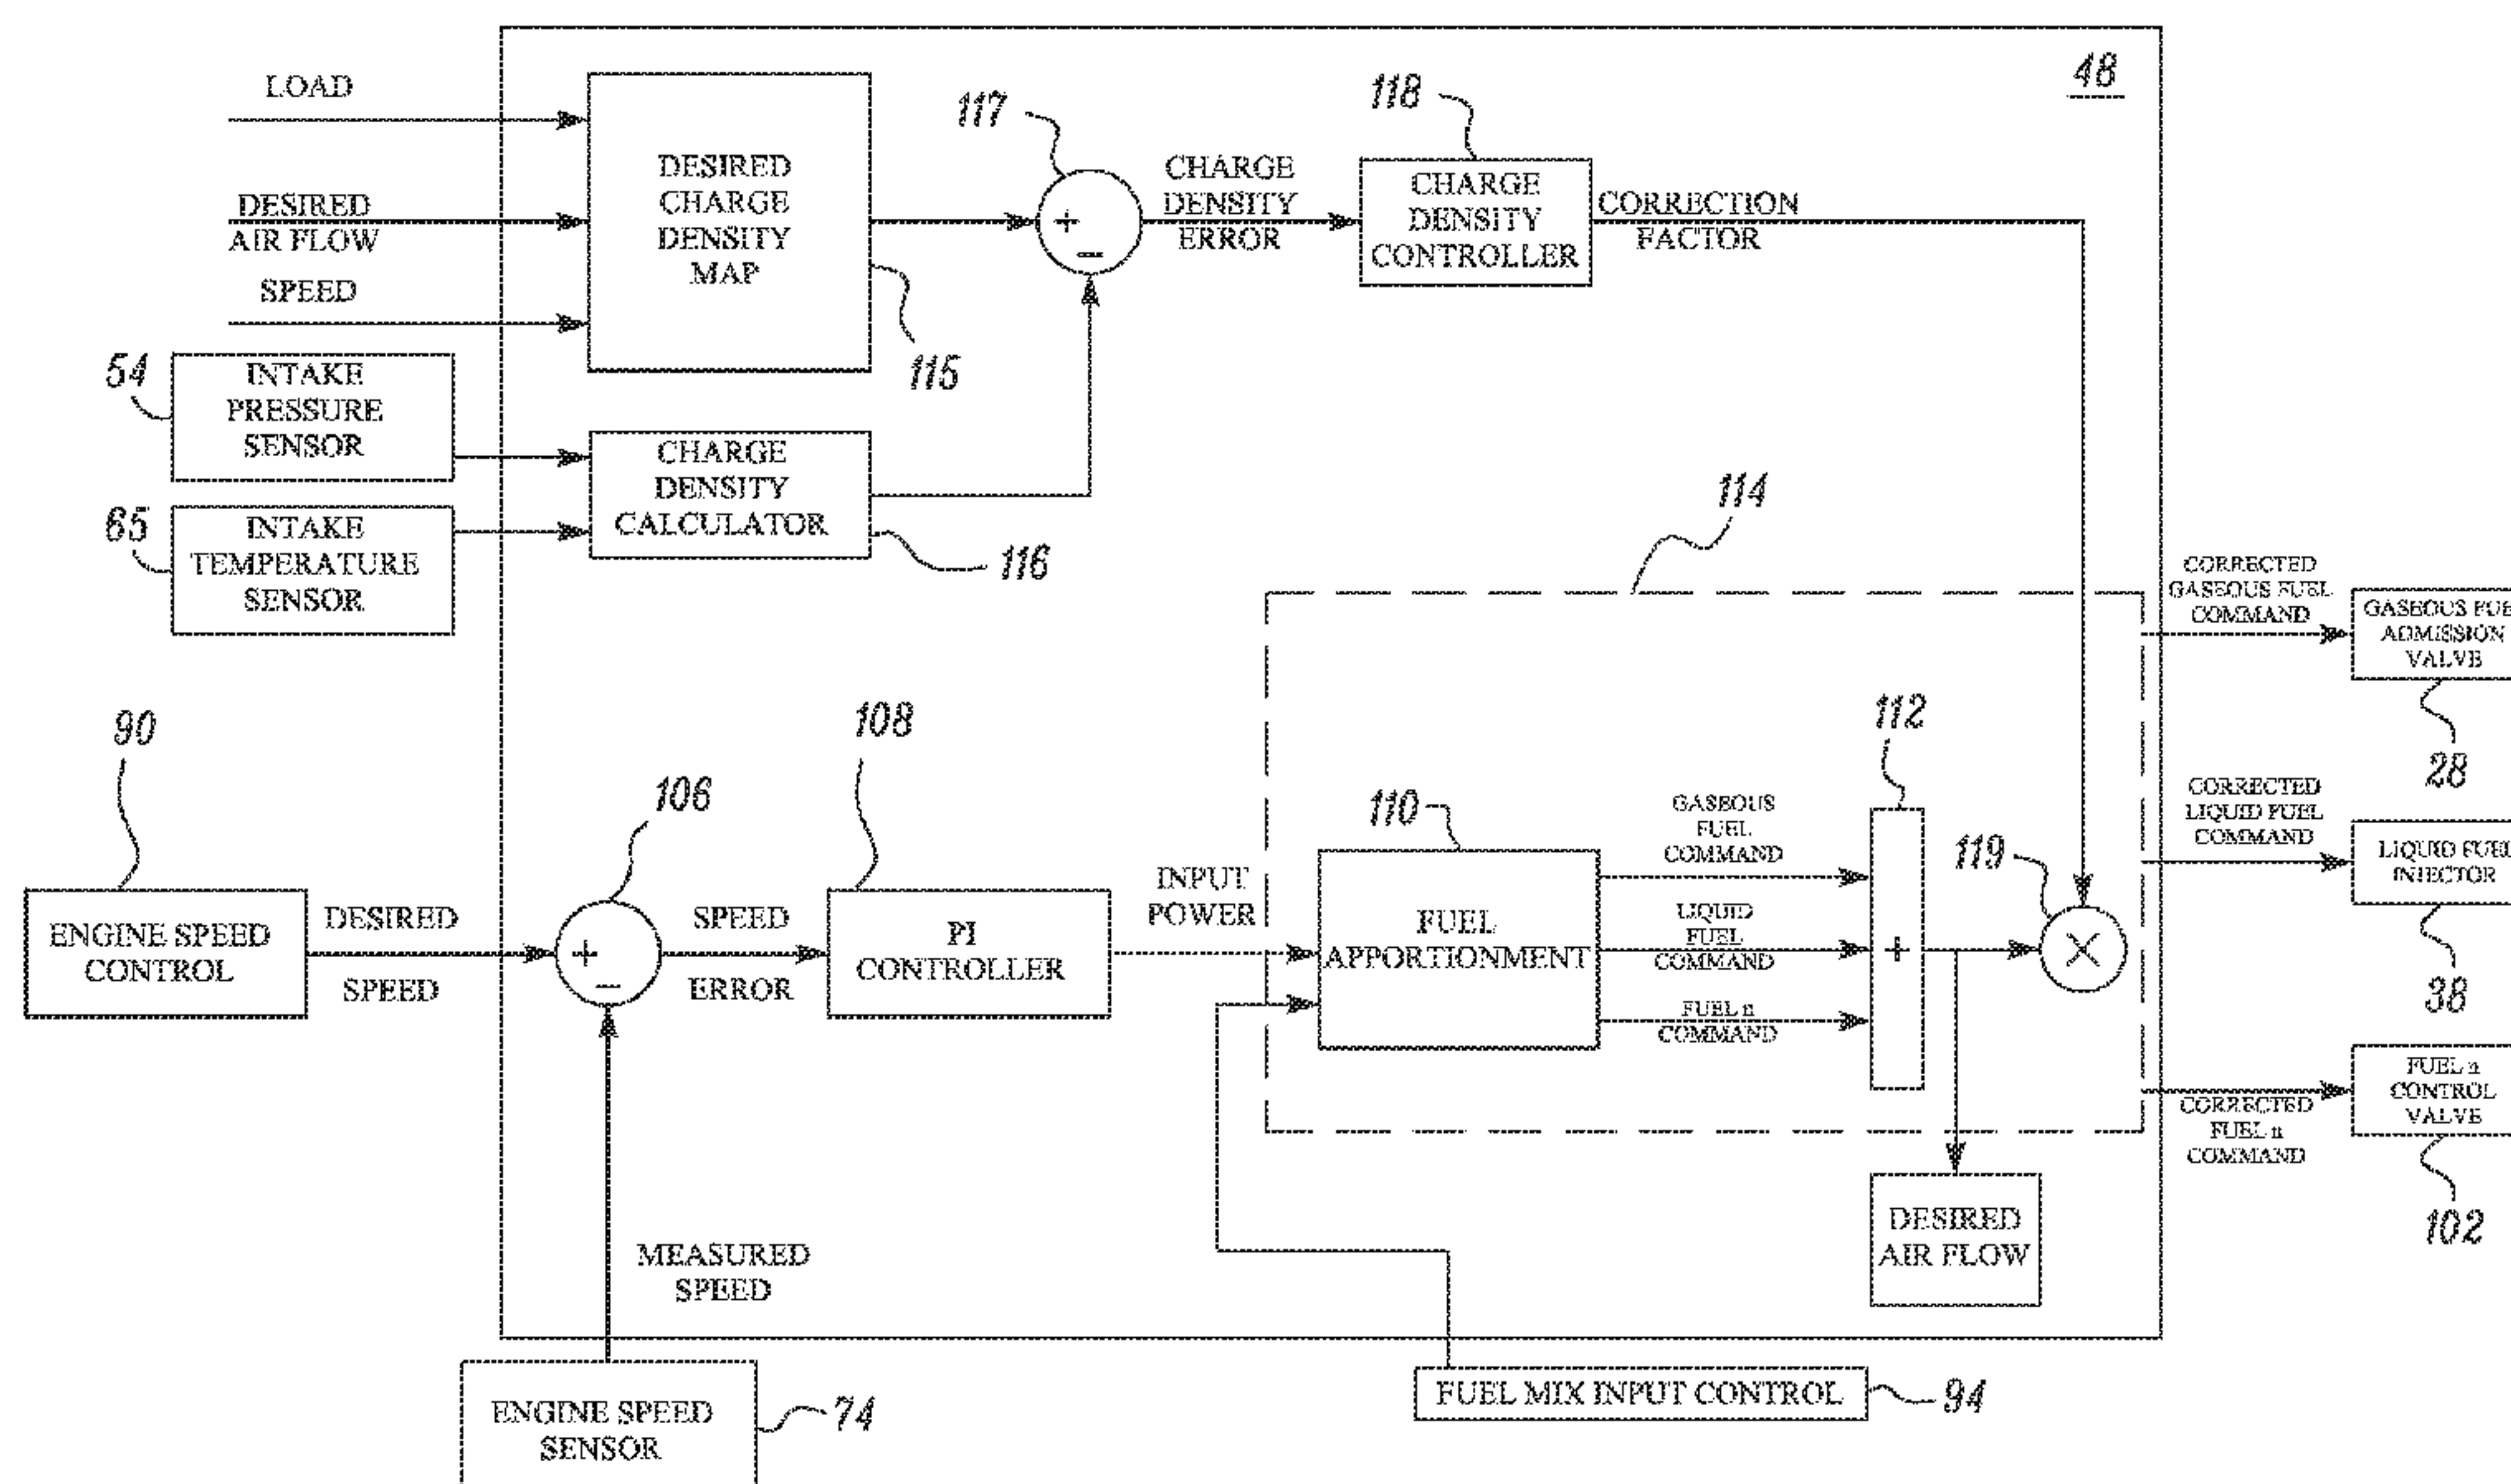 48
LOAD
DESIRED
AIR FLOW
SPEED
DESIRED
CHARGE
DENSITY
MAP
115
117
+
−
CHARGE
DENSITY
ERROR
118
CHARGE
DENSITY
CONTROLLER
CORRECTION
FACTOR
54
INTAKE
PRESSURE
SENSOR
65
INTAKE
TEMPERATURE
SENSOR
CHARGE
DENSITY
CALCULATOR
116
114
90
ENGINE SPEED
CONTROL
DESIRED
SPEED
106
+
−
SPEED
ERROR
108
PI
CONTROLLER
INPUT
POWER
110
FUEL
APPORTIONMENT
GASEOUS
FUEL
COMMAND
LIQUID
FUEL
COMMAND
FUEL n
COMMAND
112
+
119
X
DESIRED
AIR FLOW
CORRECTED
GASEOUS FUEL
COMMAND
GASEOUS FUE
ADMISSION
VALVE
28
CORRECTED
LIQUID FUEL
COMMAND
LIQUID FUE
INJECTOR
38
CORRECTED
FUEL n
COMMAND
FUEL n
CONTROL
VALVE
102
MEASURED
SPEED
ENGINE SPEED
SENSOR
74
FUEL MIX INPUT CONTROL
94